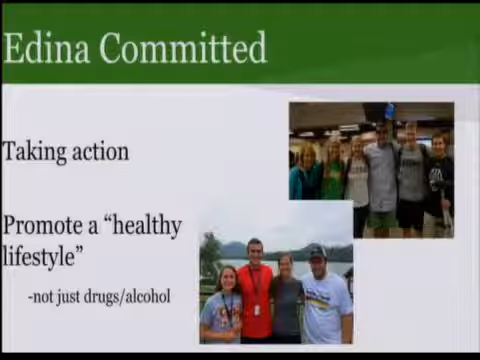 Edina Committed
Taking action
Promote a “healthy
lifestyle”
-not just drugs/alcohol